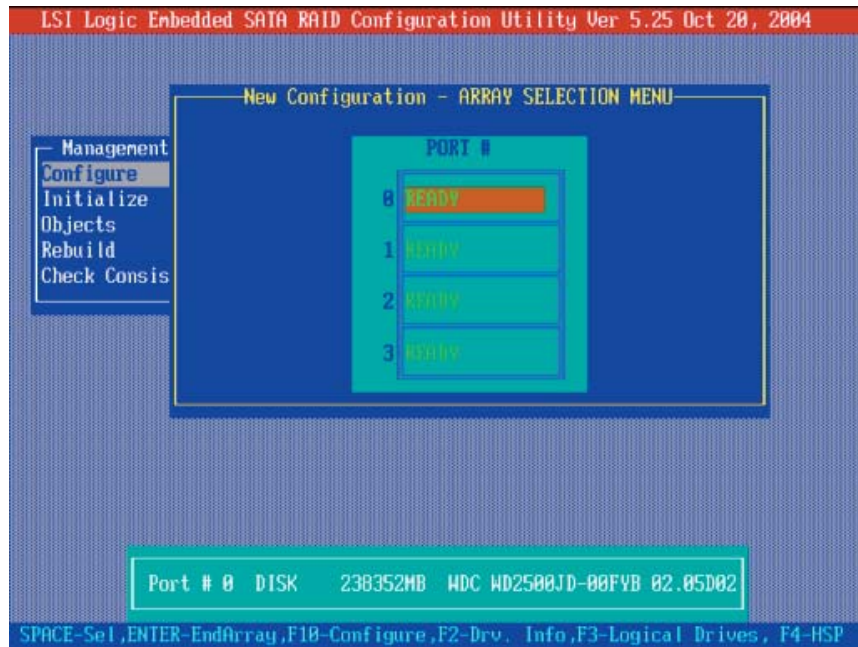 LSI Logic Embedded SATA RAID Configuration Utility Ver 5.25 Oct 20, 2004
New Configuration - ARRAY SELECTION MENU
Management
Configure
Initialize
Objects
Rebuild
Check Consis
PORT #
0 READY
1 READY
2 READY
3 READY
Port # 0 DISK 238352MB WDC WD2500JD-00FYB 02.05D02
SPACE-Sel,ENTER-EndArray,F10-Configure,F2-Drv. Info,F3-Logical Drives, F4-HSP